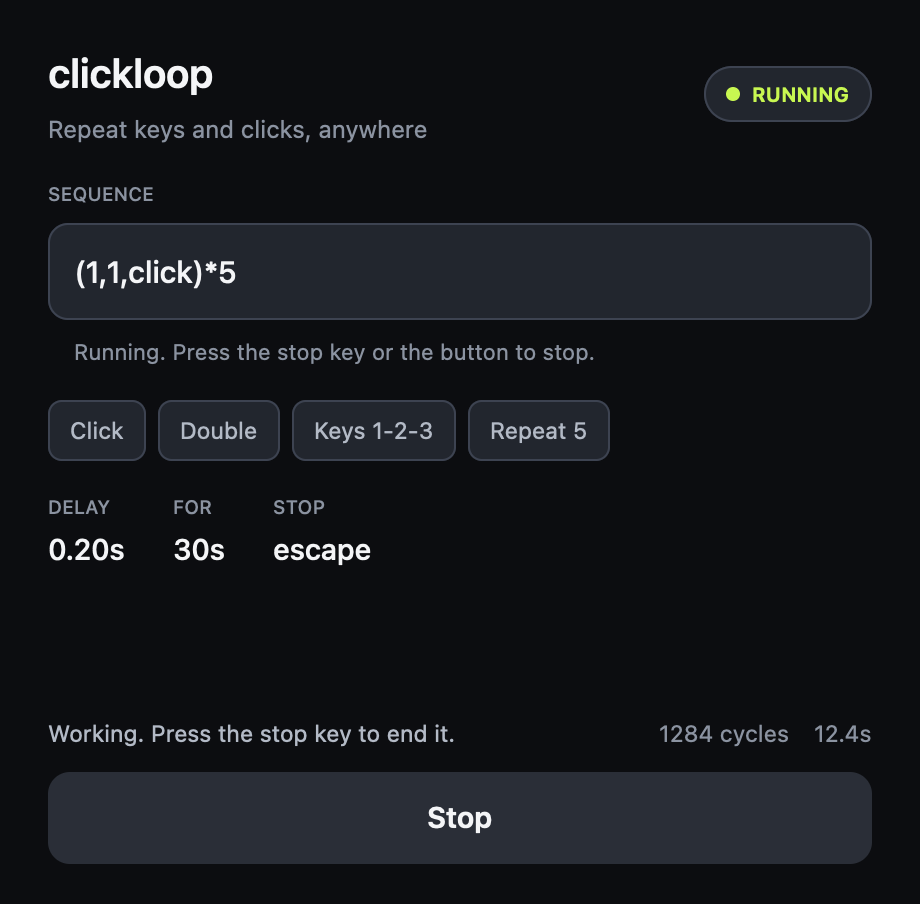 clickloop
RUNNING
Repeat keys and clicks, anywhere
SEQUENCE
(1,1,click)*5
Running. Press the stop key or the button to stop.
Click Double Keys 1-2-3 Repeat 5
DELAY FOR STOP
0.20s 30s escape
Working. Press the stop key to end it. 1284 cycles 12.4s
Stop